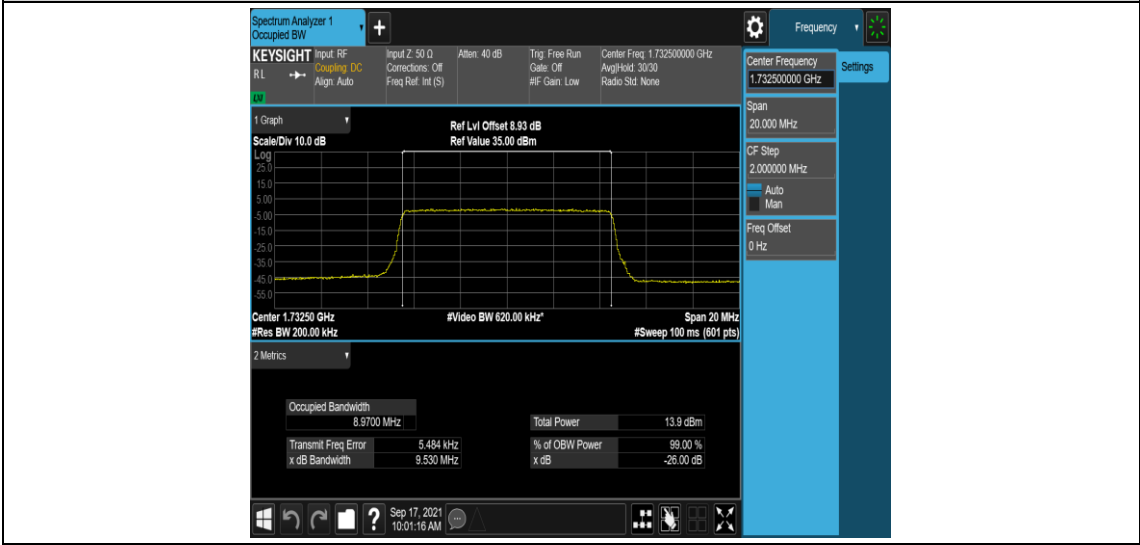 Spectrum Analyzer 1
Occupied BW
+
Frequency
KEYSIGHT
RL
LNI
Input: RF
Coupling: DC
Align: Auto
Input Z: 50 Ω
Corrections: Off
Freq Ref: Int (S)
Atten: 40 dB
Trig: Free Run
Gate: Off
#IF Gain: Low
Center Freq: 1.732500000 GHz
Avg|Hold: 30/30
Radio Std: None
Center Frequency
1.732500000 GHz
Settings
Span
20.000 MHz
CF Step
2.000000 MHz
Auto
Man
Freq Offset
0 Hz
1 Graph
Scale/Div 10.0 dB
Ref Lvl Offset 8.93 dB
Ref Value 35.00 dBm
Log
25.0
15.0
5.00
-5.00
-15.0
-25.0
-35.0
-45.0
-55.0
Center 1.73250 GHz
#Video BW 620.00 kHz*
Span 20 MHz
#Res BW 200.00 kHz
#Sweep 100 ms (601 pts)
2 Metrics
Occupied Bandwidth
8.9700 MHz
Total Power 13.9 dBm
Transmit Freq Error 5.484 kHz
% of OBW Power 99.00 %
x dB Bandwidth 9.530 MHz
x dB -26.00 dB
?
Sep 17, 2021
10:01:16 AM